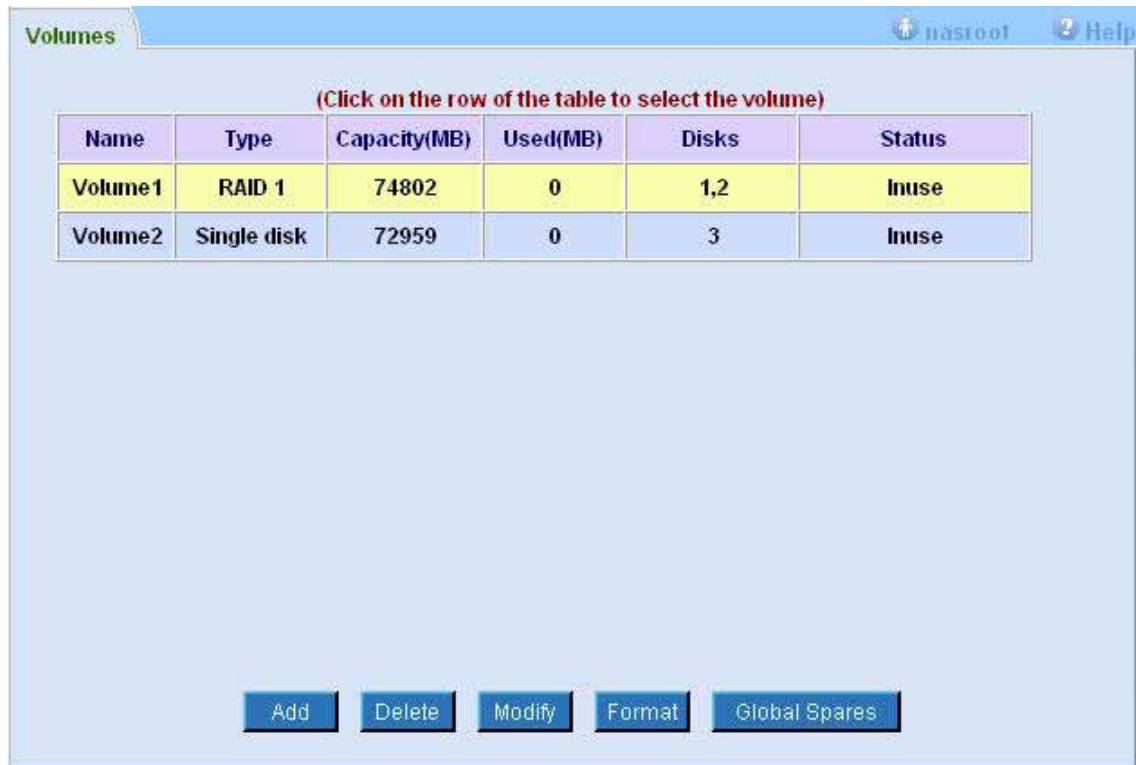 Volumes nasroot Help
(Click on the row of the table to select the volume)
Name Type Capacity(MB) Used(MB) Disks Status
Volume1 RAID 1 74802 0 1,2 Inuse
Volume2 Single disk 72959 0 3 Inuse
Add Delete Modify Format Global Spares